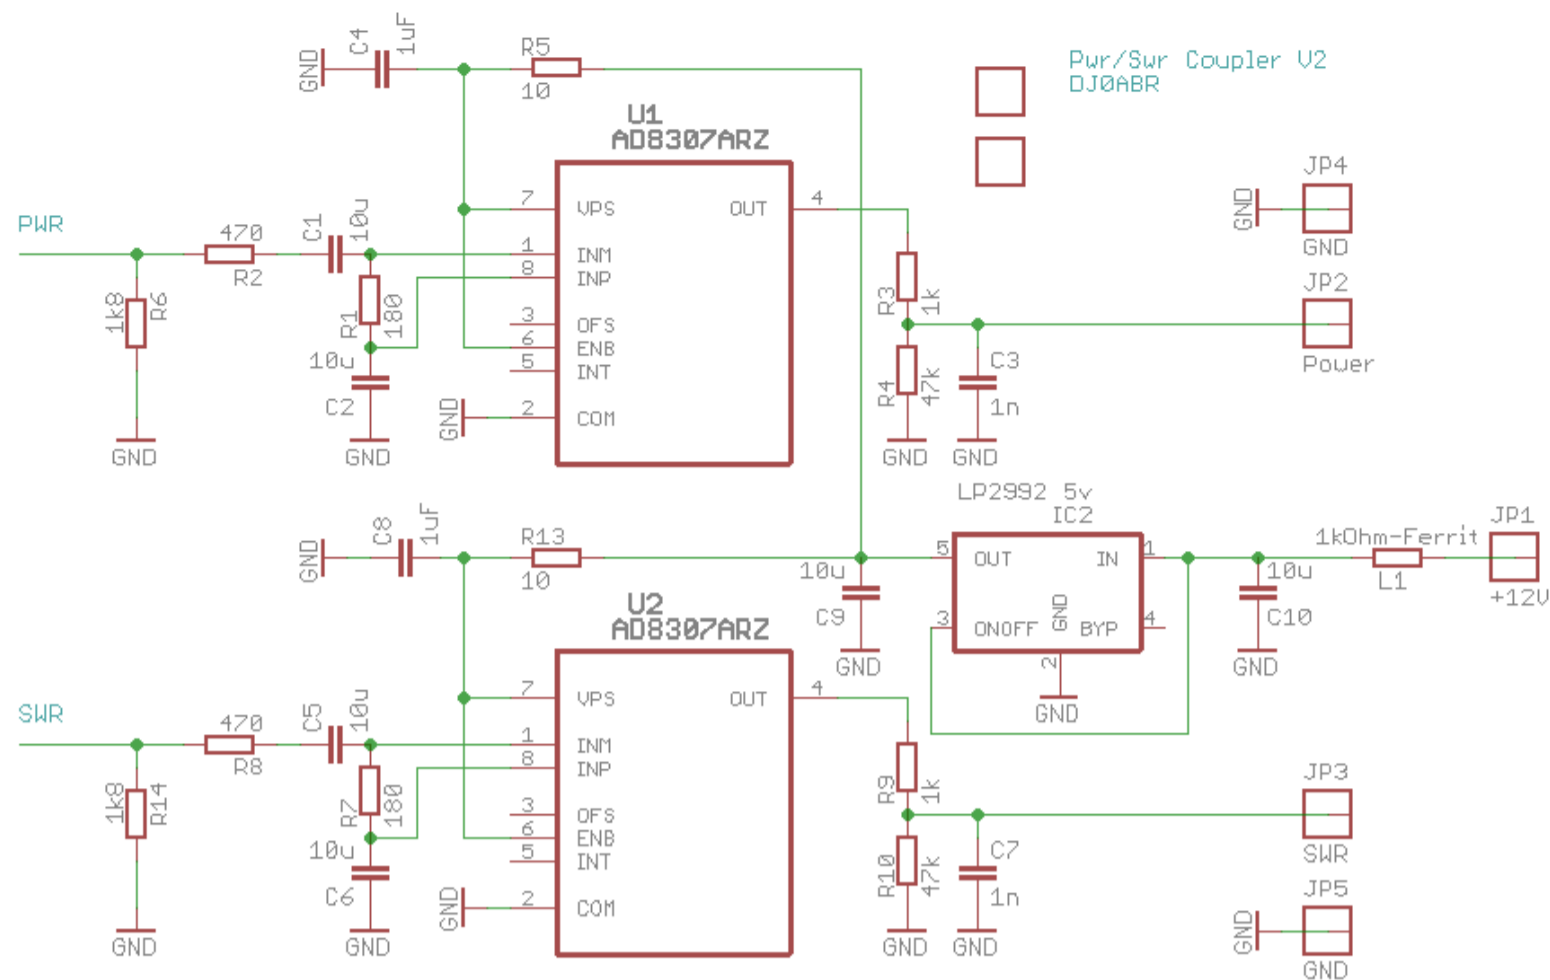 Pwr/Swr Coupler V2
DJ0ABR
GND
C4
1uF
R5
10
U1
AD8307ARZ
7
VPS
OUT
4
1
INM
8
INP
3
OFS
6
ENB
5
INT
2
COM
GND
PWR
470
R2
C1
10u
1k8
R6
GND
R1
180
10u
C2
GND
R3
1k
R4
47k
GND
C3
1n
GND
JP4
GND
GND
JP2
Power
LP2992 5v
IC2
5
OUT
IN
1
3
ONOFF
GND
BYP
4
2
GND
10u
C9
GND
1kOhm-Ferrit
L1
10u
C10
GND
JP1
+12V
GND
C8
1uF
R13
10
U2
AD8307ARZ
7
VPS
OUT
4
1
INM
8
INP
3
OFS
6
ENB
5
INT
2
COM
GND
SWR
470
R8
C5
10u
1k8
R14
GND
R7
180
10u
C6
GND
R9
1k
R10
47k
GND
C7
1n
GND
JP3
SWR
JP5
GND
GND